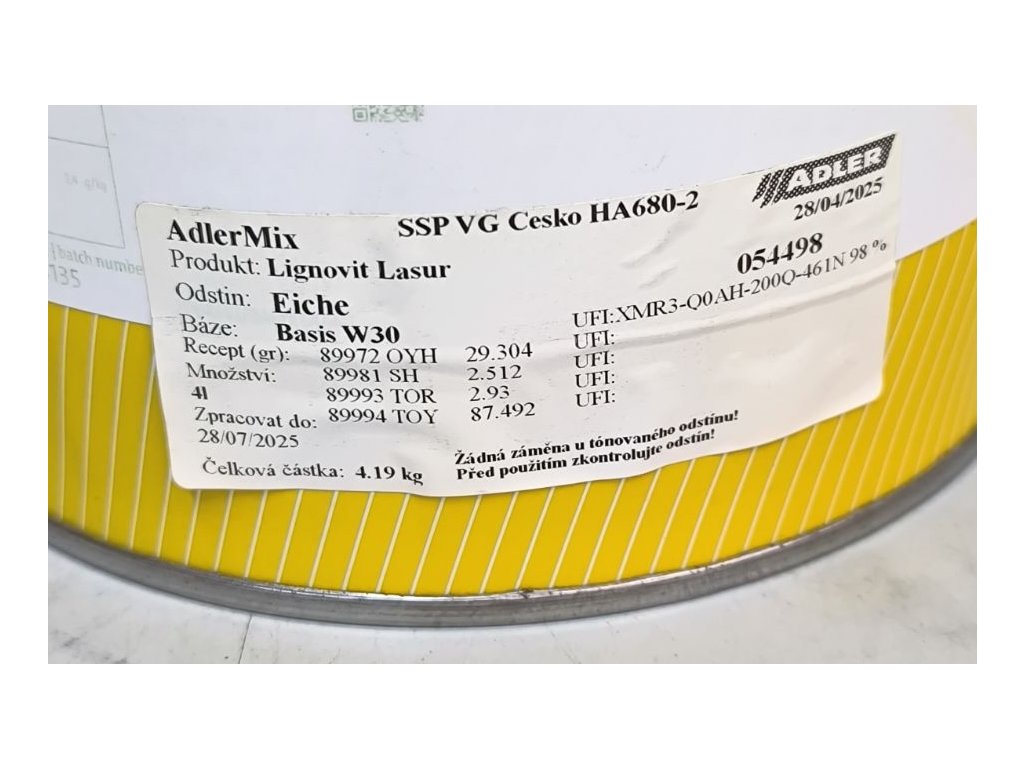 1,4 g/kg
batch numbe
135
ADLER
28/04/2025
AdlerMix
SSP VG Cesko HA680-2
Produkt: Lignovit Lasur
054498
Odstin: Eiche
UFI:XMR3-Q0AH-200Q-461N 98 %
Báze: Basis W30
UFI:
Recept (gr): 89972 OYH 29.304
UFI:
Množství: 89981 SH 2.512
UFI:
4l 89993 TOR 2.93
UFI:
Zpracovat do: 89994 TOY 87.492
28/07/2025
Žádná záměna u tónovaného odstínu!
Čelková částka: 4.19 kg
Před použitím zkontrolujte odstín!